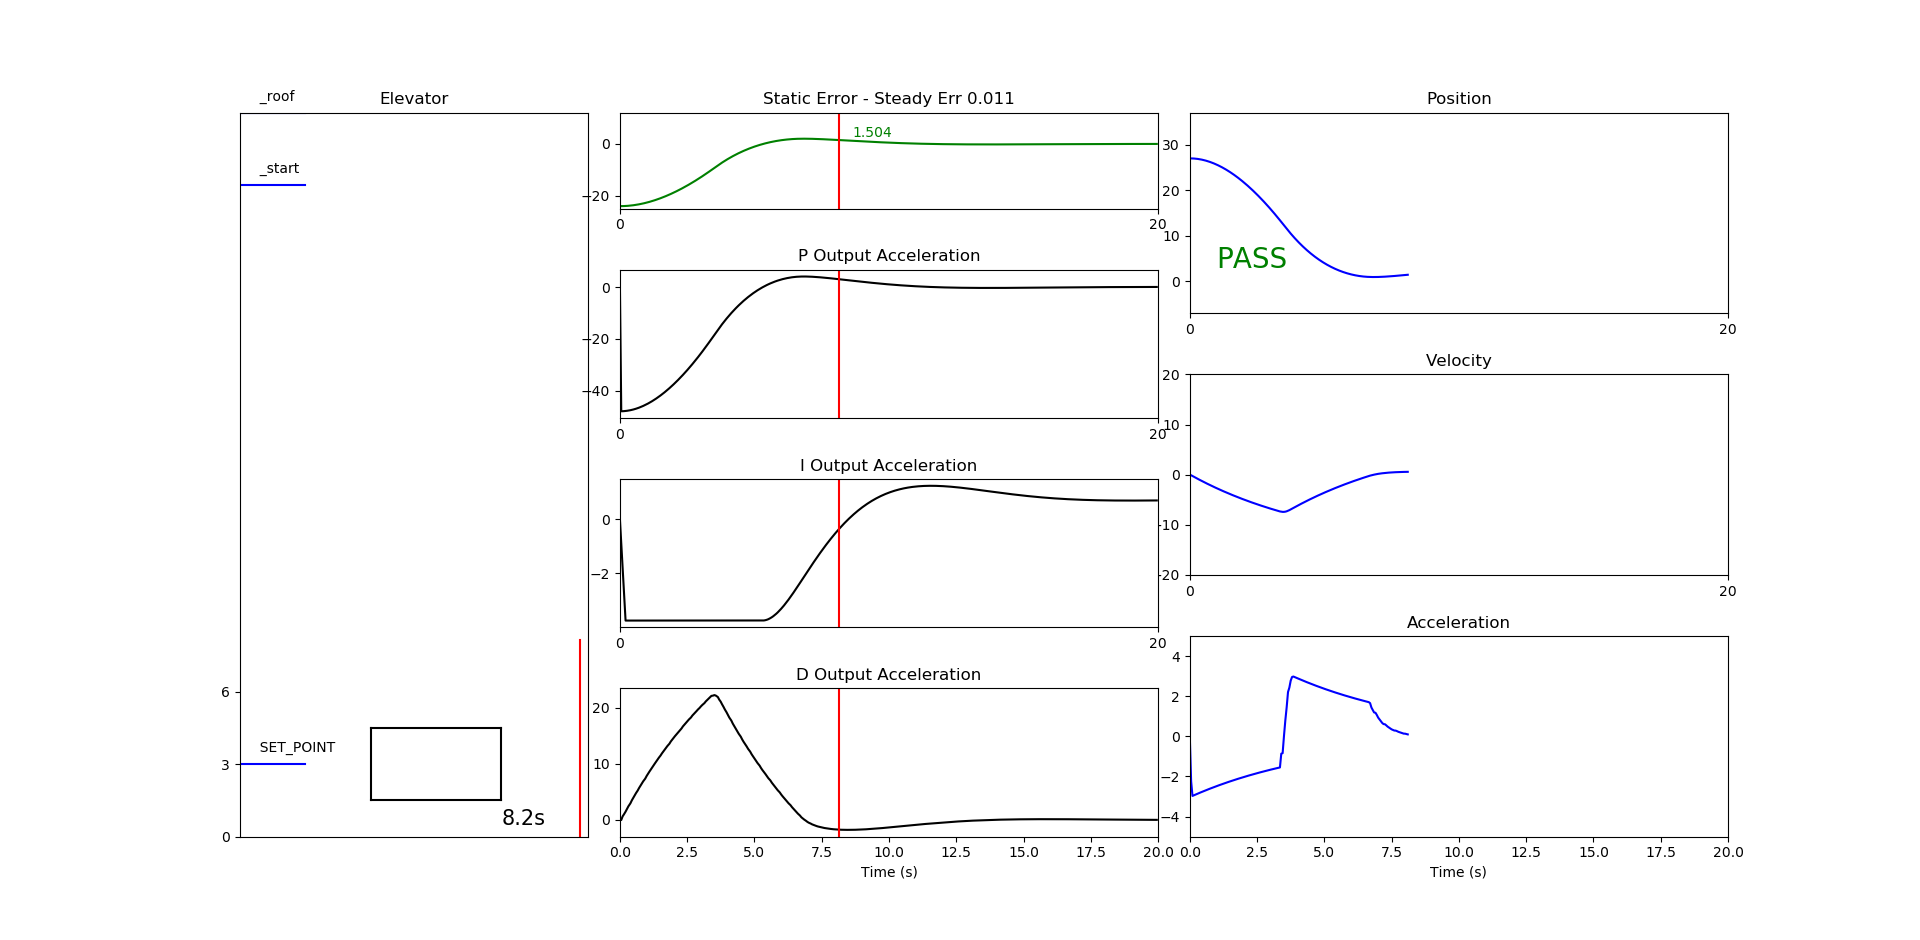 _roof
Elevator
_start
6
SET_POINT
3
8.2s
0
Static Error - Steady Err 0.011
1.504
0
−20
0 20
P Output Acceleration
0
−20
−40
0 20
I Output Acceleration
0
−2
0 20
D Output Acceleration
20
10
0
0.0 2.5 5.0 7.5 10.0 12.5 15.0 17.5 20.0
Time (s)
Position
30
20
10
PASS
0
0 20
Velocity
20
10
0
-10
-20
0 20
Acceleration
4
2
0
−2
−4
0.0 2.5 5.0 7.5 10.0 12.5 15.0 17.5 20.0
Time (s)